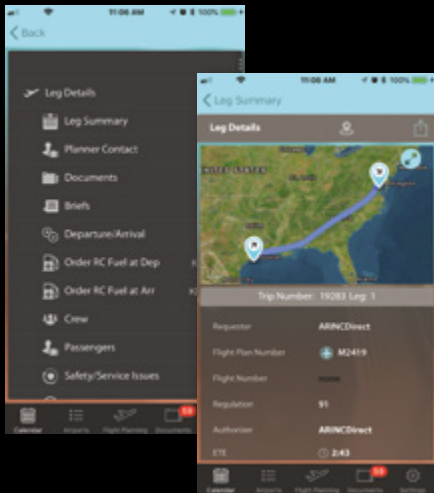 11:06 AM
100%
Back
Leg Details
Leg Summary
Planner Contact
Documents
Briefs
Departure/Arrival
Order RC Fuel at Dep
Order RC Fuel at Arr
Crew
Passengers
Safety/Service Issues
59
Calendar
Airports
Flight Planning
Documents
11:06 AM
100%
Leg Summary
Leg Details
Trip Number: 19283 Leg: 1
Requester ARINCDirect
Flight Plan Number M2419
Flight Number none
Regulation 91
Authorizer ARINCDirect
ETE 2:43
59
Calendar Airports Flight Planning Documents Settings